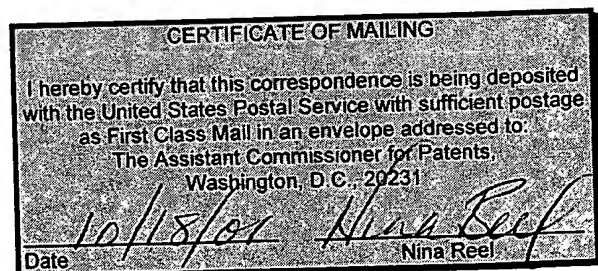 CERTIFICATE OF MAILING
I hereby certify that this correspondence is being deposited
with the United States Postal Service with sufficient postage
as First Class Mail in an envelope addressed to:
The Assistant Commissioner for Patents,
Washington, D.C., 20231
10/18/01 Nina Reel
Date Nina Reel